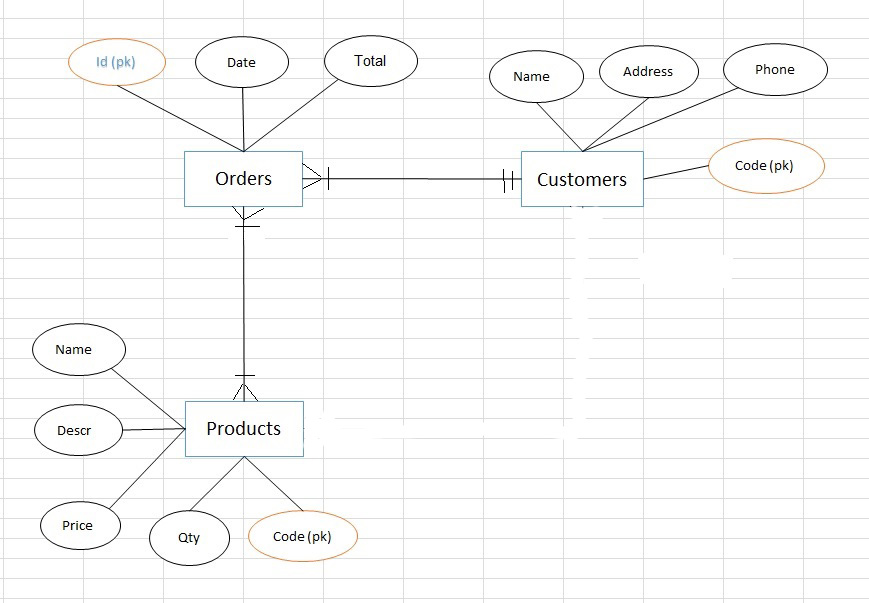 Id (pk)
Date
Total
Name
Address
Phone
Orders
Customers
Code (pk)
Name
Descr
Products
Price
Qty
Code (pk)